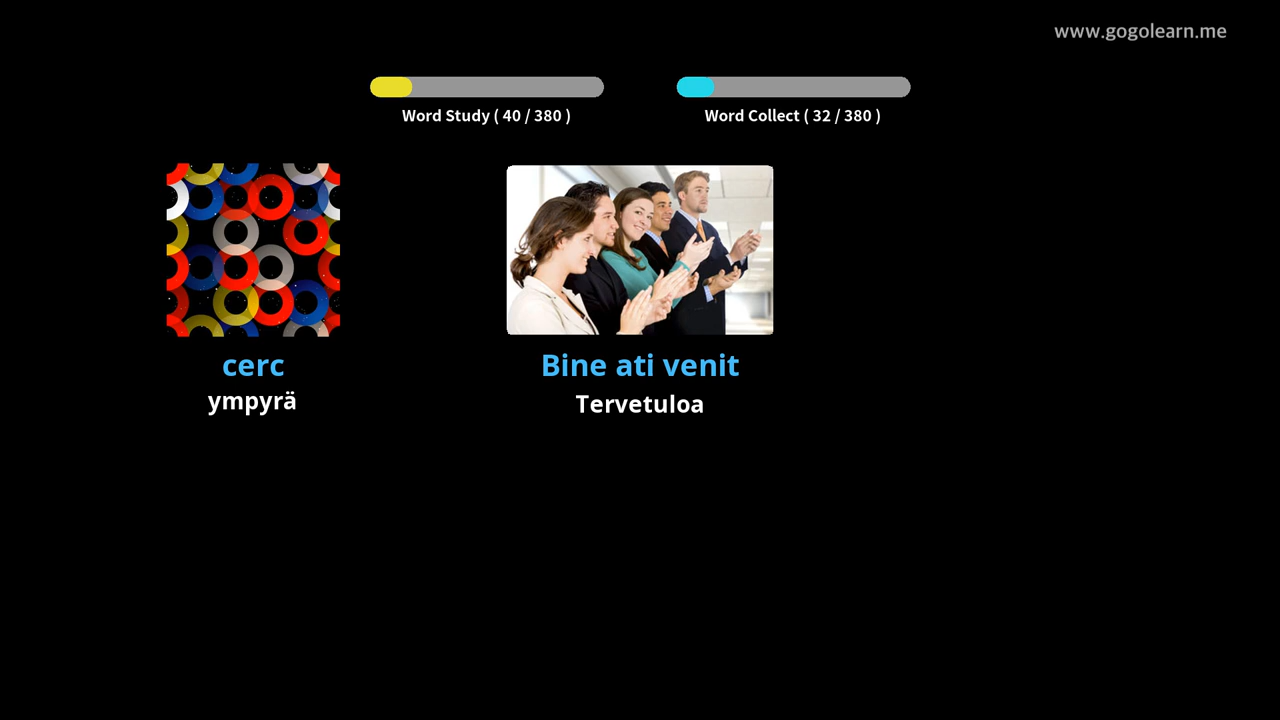 www.gogolearn.me
Word Study ( 40 / 380 )
Word Collect ( 32 / 380 )
cerc
ympyrä
Bine ati venit
Tervetuloa